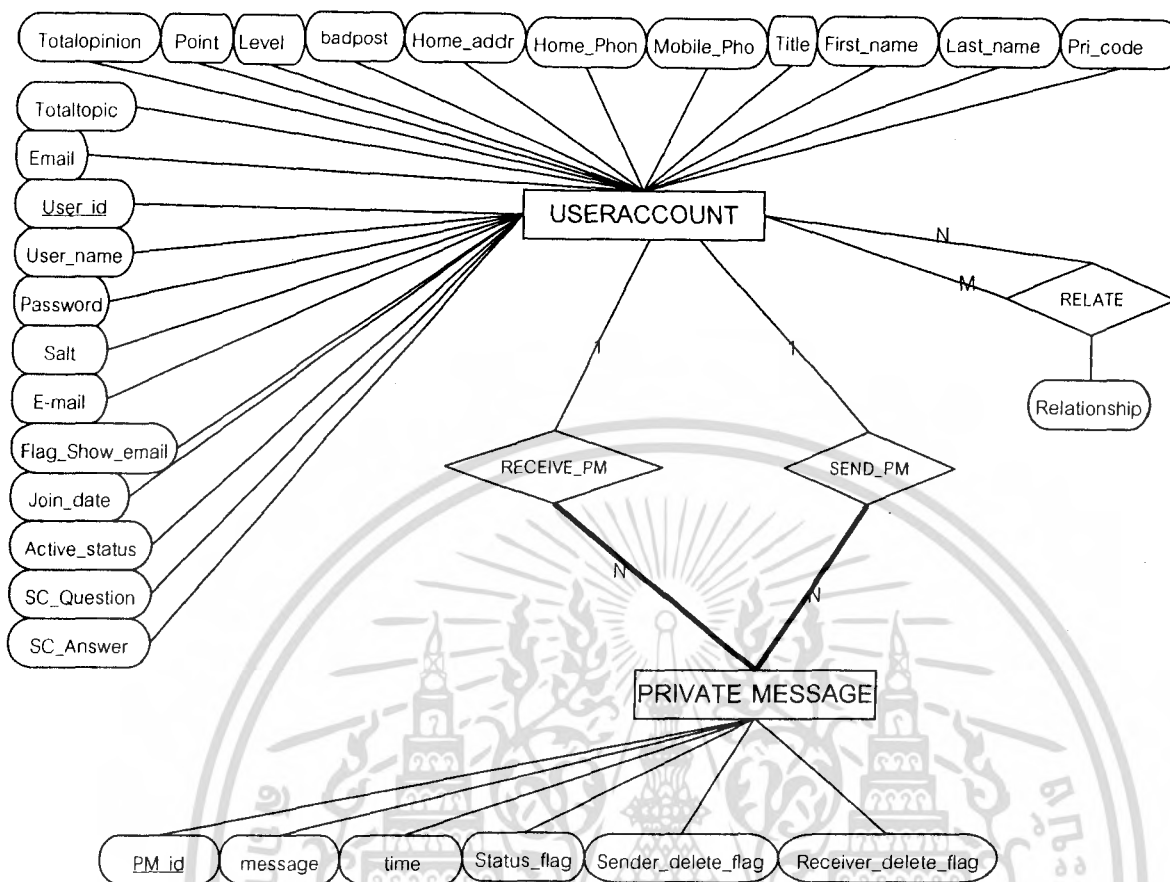 Totalopinion Point Level badpost Home_addr Home_Phon Mobile_Pho Title First_name Last_name Pri_code
Totaltopic
Email
User_id
User_name
Password
Salt
E-mail
Flag_Show_email
Join_date
Active_status
SC_Question
SC_Answer
USERACCOUNT
N
M
RELATE
Relationship
1
1
RECEIVE_PM
SEND_PM
N
N
PRIVATE MESSAGE
PM_id message time Status_flag Sender_delete_flag Receiver_delete_flag